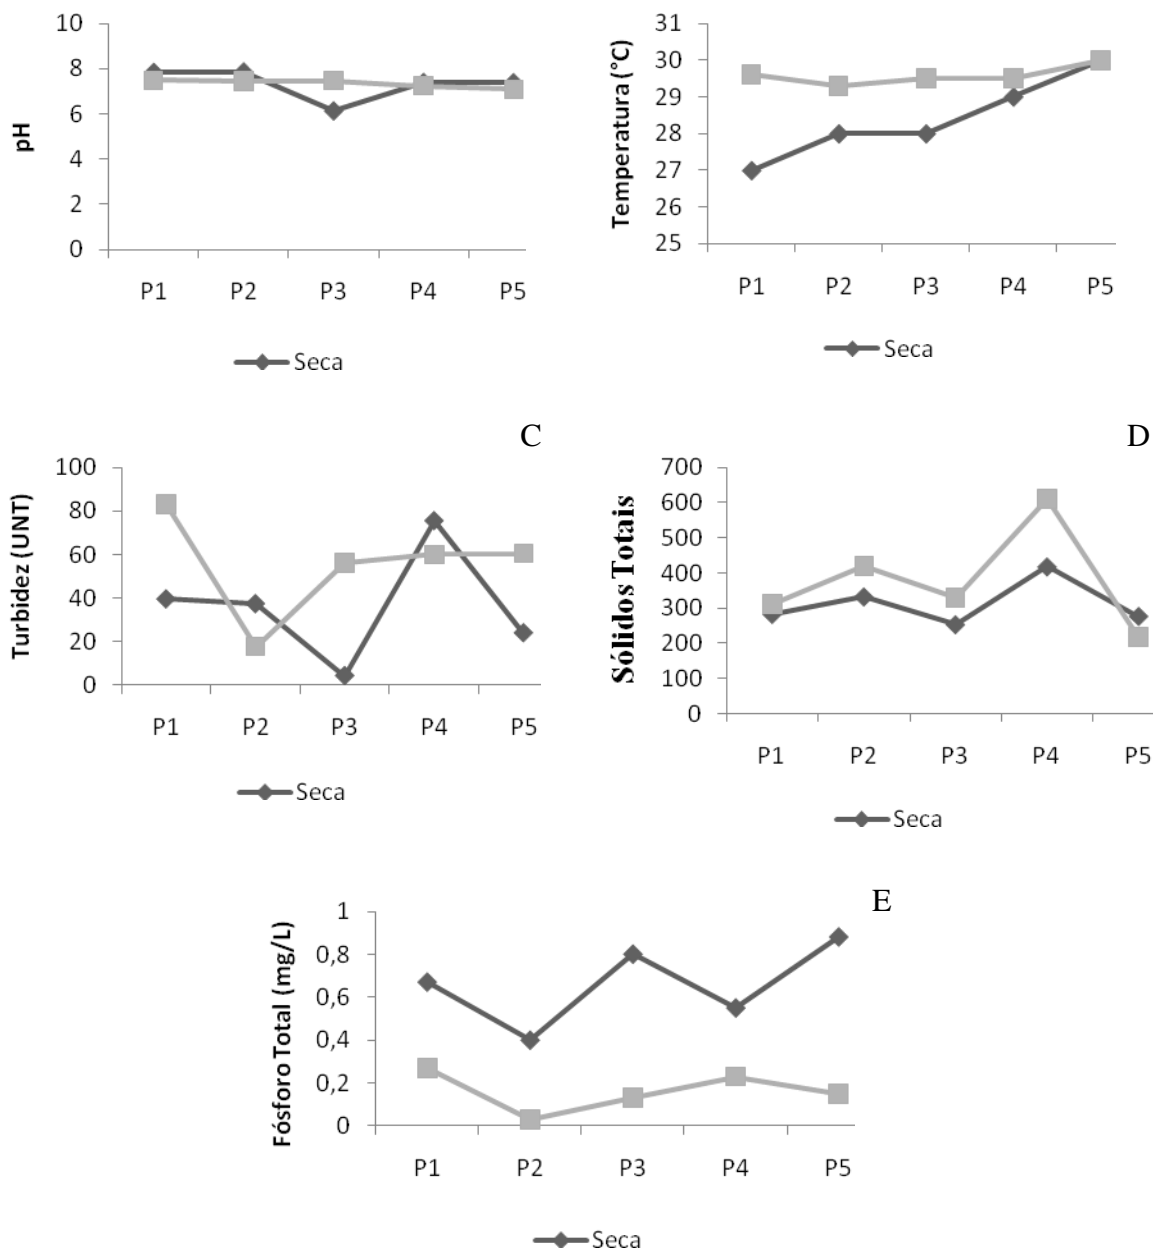 pH
10
8
6
4
2
0
P1 P2 P3 P4 P5
Seca
Temperatura (°C)
31
30
29
28
27
26
25
P1 P2 P3 P4 P5
Seca
C
Turbidez (UNT)
100
80
60
40
20
0
P1 P2 P3 P4 P5
Seca
D
Sólidos Totais
700
600
500
400
300
200
100
0
P1 P2 P3 P4 P5
Seca
E
Fósforo Total (mg/L)
1
0,8
0,6
0,4
0,2
0
P1 P2 P3 P4 P5
Seca